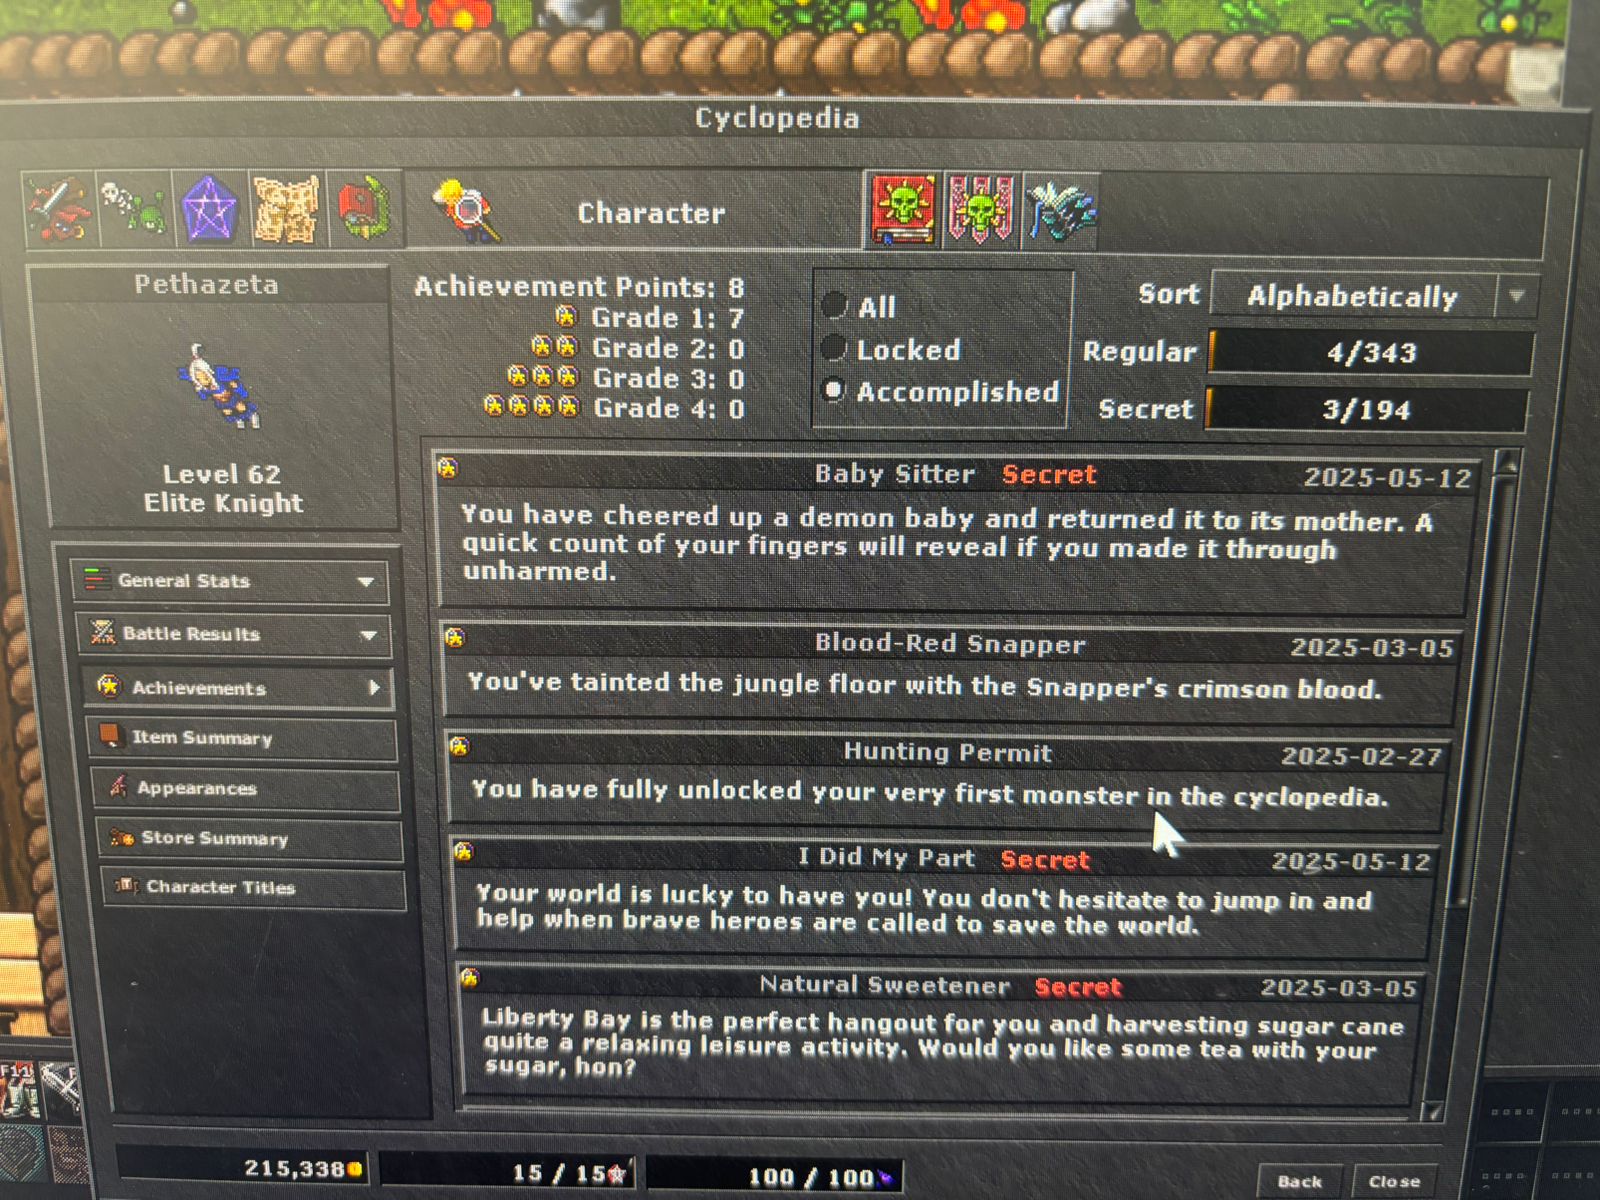 Cyclopedia
Character
Pethazeta
Level 62
Elite Knight
General Stats
Battle Results
Achievements
Item Summary
Appearances
Store Summary
Character Titles
Achievement Points: 8
Grade 1: 7
Grade 2: 0
Grade 3: 0
Grade 4: 0
All
Locked
Accomplished
Sort Alphabetically
Regular 4/343
Secret 3/194
Baby Sitter Secret 2025-05-12
You have cheered up a demon baby and returned it to its mother. A
quick count of your fingers will reveal if you made it through
unharmed.
Blood-Red Snapper 2025-03-05
You've tainted the jungle floor with the Snapper's crimson blood.
Hunting Permit 2025-02-27
You have fully unlocked your very first monster in the cyclopedia.
I Did My Part Secret 2025-05-12
Your world is lucky to have you! You don't hesitate to jump in and
help when brave heroes are called to save the world.
Natural Sweetener Secret 2025-03-05
Liberty Bay is the perfect hangout for you and harvesting sugar cane
quite a relaxing leisure activity. Would you like some tea with your
sugar, hon?
F11
215,338
15 / 15
100 / 100
Back
Close